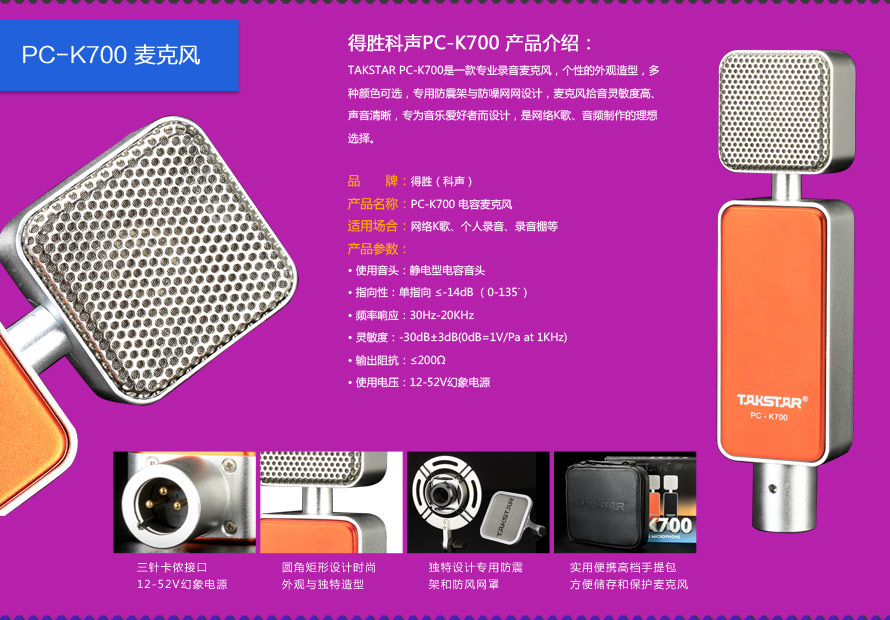 PC-K700 麦克风
得胜科声PC-K700 产品介绍：
TAKSTAR PC-K700是一款专业录音麦克风，个性的外观造型，多
种颜色可选，专用防震架与防噪网网设计，麦克风拾音灵敏度高、
声音清晰，专为音乐爱好者而设计，是网络K歌、音频制作的理想
选择。
品　　牌：得胜（科声）
产品名称：PC-K700 电容麦克风
适用场合：网络K歌、个人录音、录音棚等
产品参数：
• 使用音头：静电型电容音头
• 指向性：单指向 ≤-14dB （0-135°）
• 频率响应：30Hz-20KHz
• 灵敏度：-30dB±3dB(0dB=1V/Pa at 1KHz)
• 输出阻抗：≤200Ω
• 使用电压：12-52V幻象电源
TAKSTAR®
PC - K700
TAKSTAR
TAKSTAR
K700
MICROPHONE
三针卡侬接口
12-52V幻象电源
圆角矩形设计时尚
外观与独特造型
独特设计专用防震
架和防风网罩
实用便携高档手提包
方便储存和保护麦克风